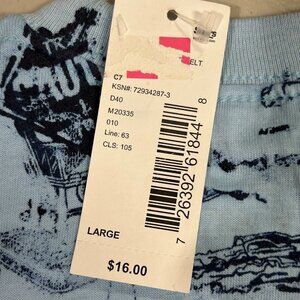 ELT
C7
KSN#: 72934287-3
D40
M20335
010
Line: 63
CLS: 105
LARGE
$16.00
7 26392 61844 8